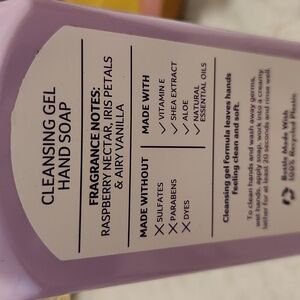 CLEANSING GEL
HAND SOAP
FRAGRANCE NOTES:
RASPBERRY NECTAR, IRIS PETALS
& AIRY VANILLA
MADE WITHOUT
SULFATES
PARABENS
DYES
MADE WITH
VITAMIN E
SHEA EXTRACT
ALOE
NATURAL
ESSENTIAL OILS
Cleansing gel formula leaves hands
feeling clean and soft.
To clean hands and wash away germs,
wet hands, apply soap, work into a creamy
lather for at least 20 seconds and rinse well.
Bottle Made With
100% Recycled Plastic